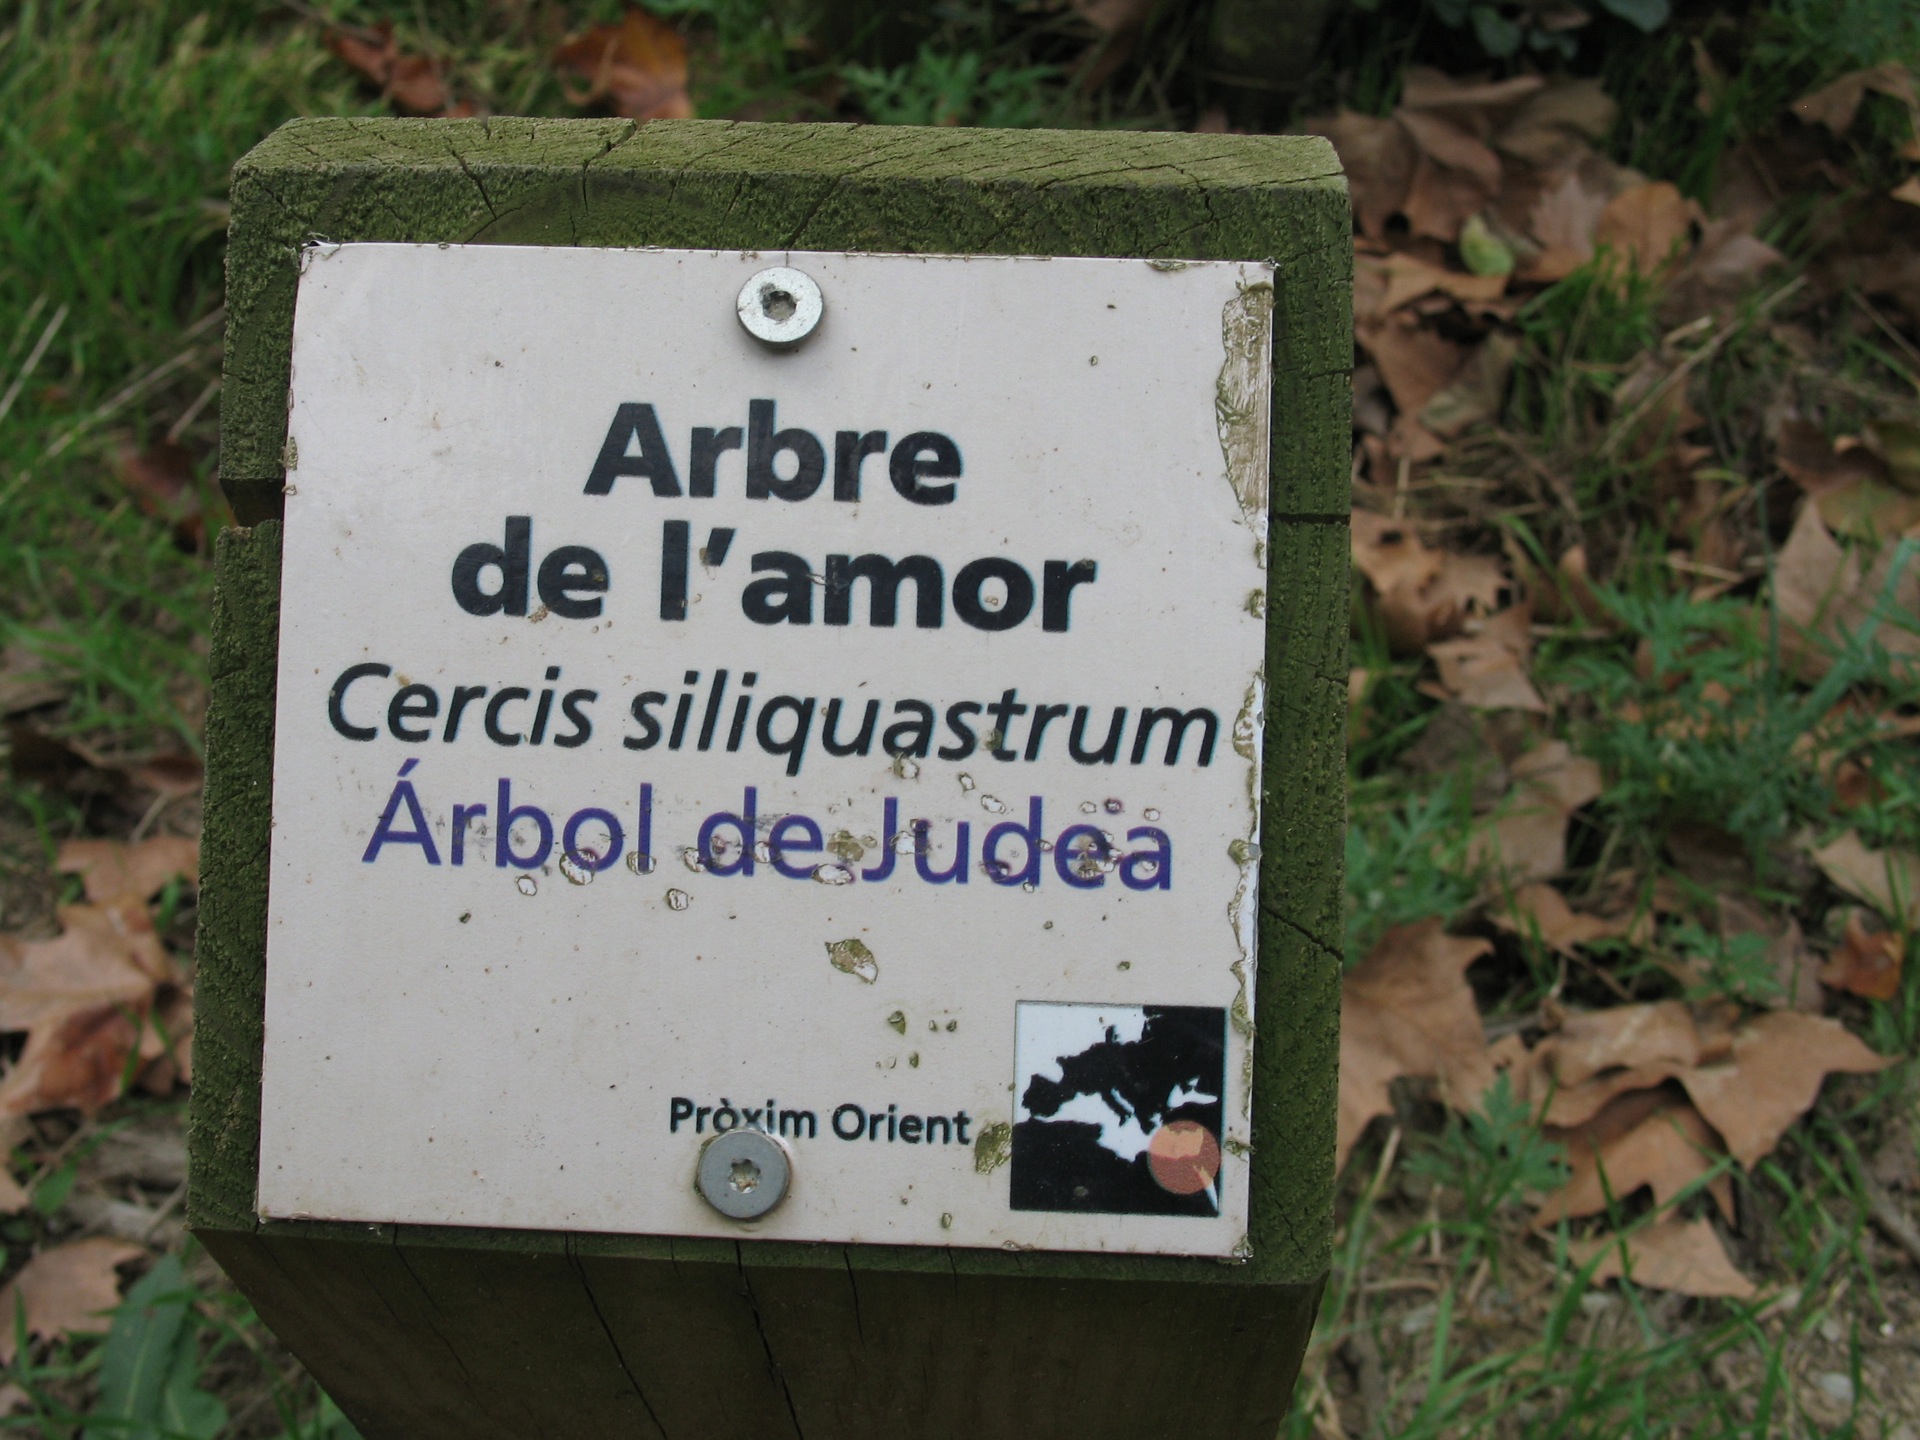 Arbre
de l'amor
Cercis siliquastrum
Árbol de Judea
Pròxim Orient